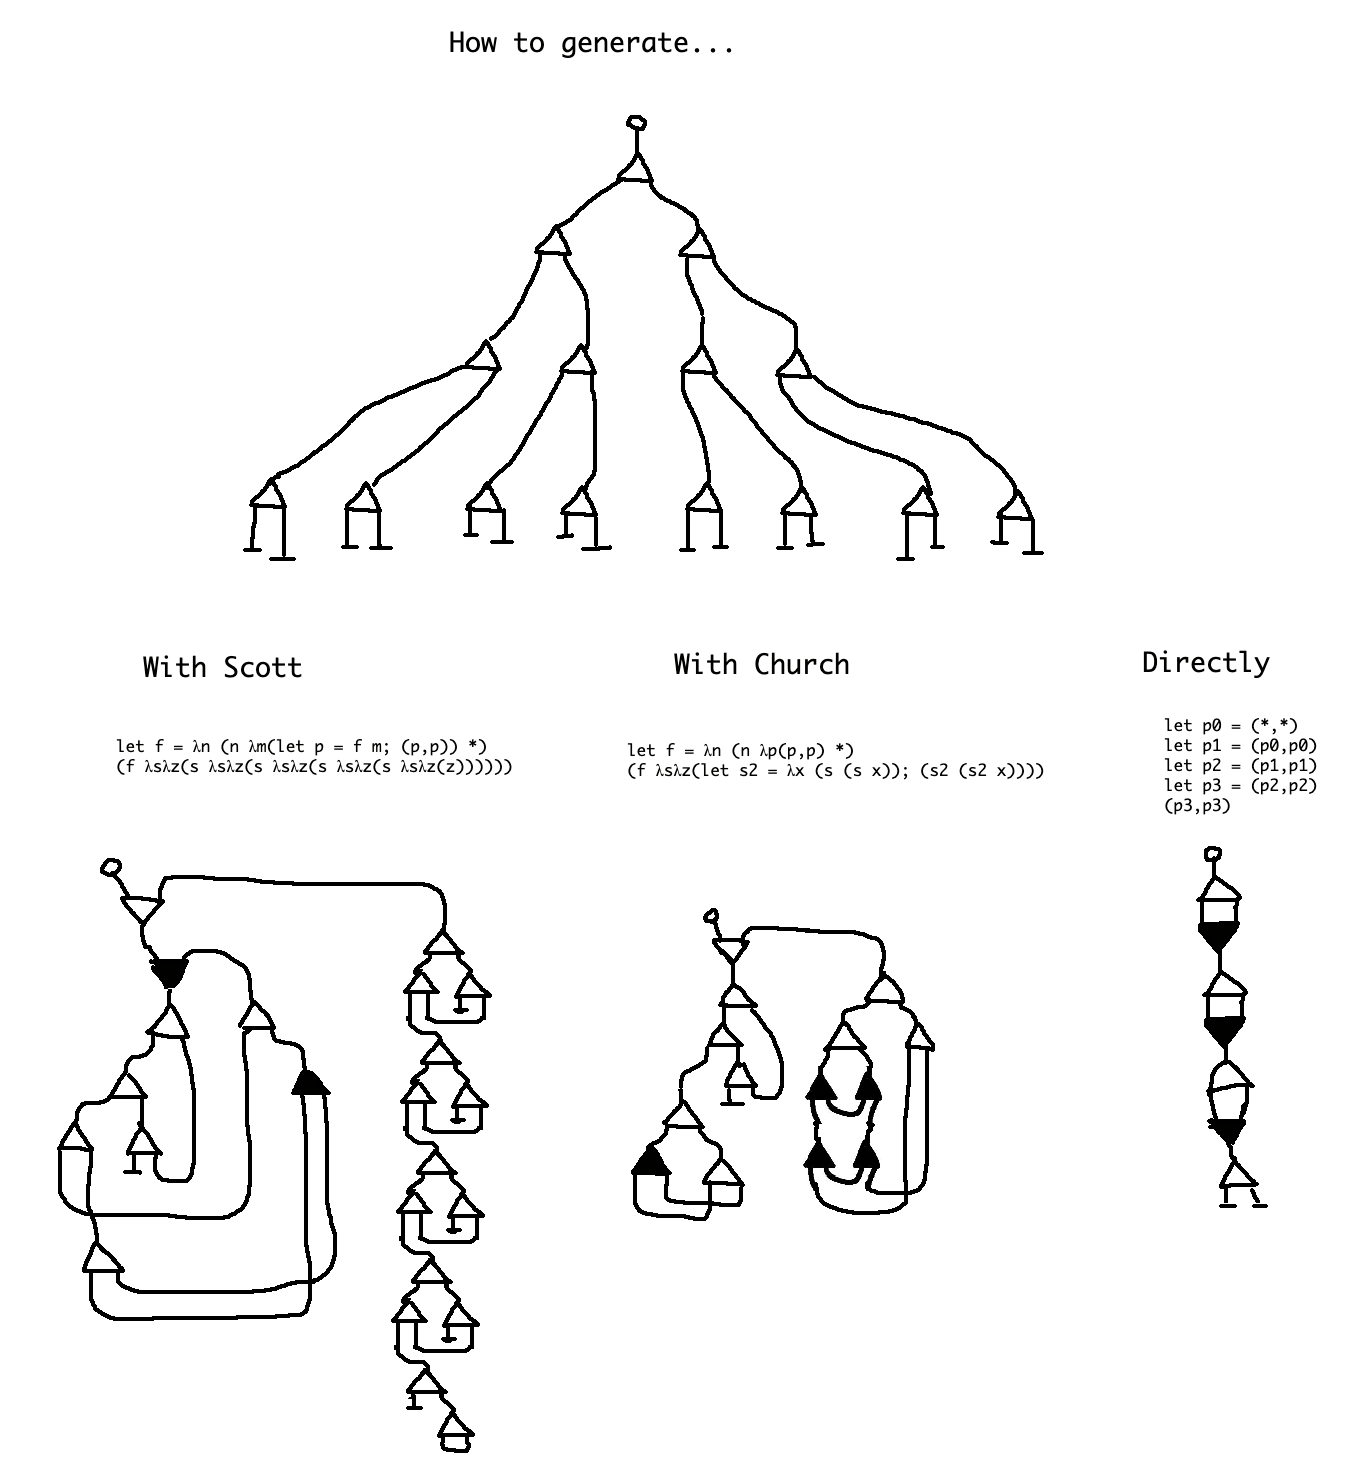 How to generate...
With Scott
let f = λn (n λm(let p = f m; (p,p)) *)
(f λsλz(s λsλz(s λsλz(s λsλz(s λsλz(z))))))
With Church
let f = λn (n λp(p,p) *)
(f λsλz(let s2 = λx (s (s x)); (s2 (s2 x))))
Directly
let p0 = (*,*)
let p1 = (p0,p0)
let p2 = (p1,p1)
let p3 = (p2,p2)
(p3,p3)